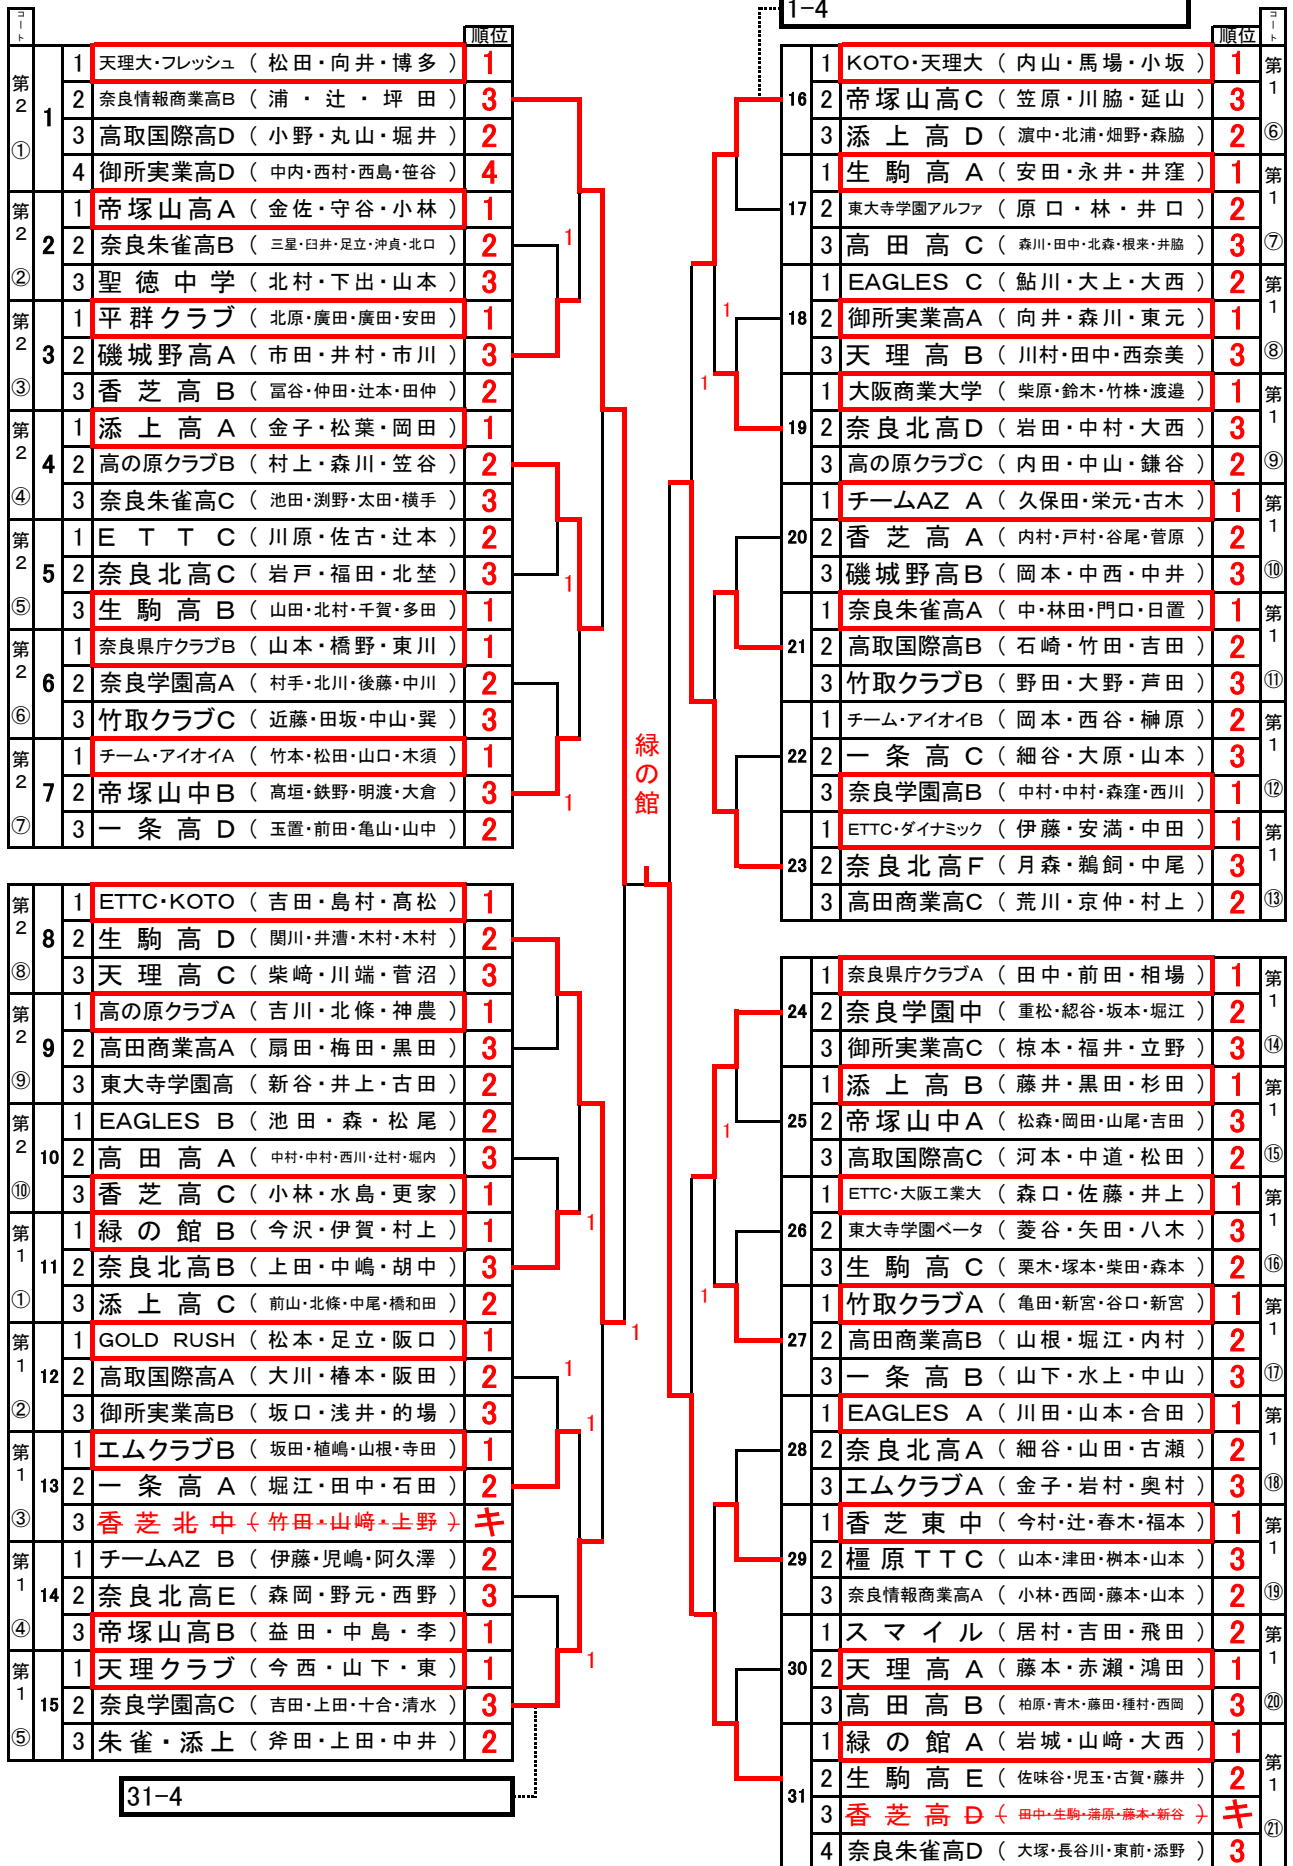 コート 順位
第2① 1
1 天理大・フレッシュ ( 松田・向井・博多 ) 1
2 奈良情報商業高B ( 浦・辻・坪田 ) 3
3 高取国際高D ( 小野・丸山・堀井 ) 2
4 御所実業高D ( 中内・西村・西島・笹谷 ) 4
第2② 2
1 帝塚山高A ( 金佐・守谷・小林 ) 1
2 奈良朱雀高B ( 三星・臼井・足立・沖貞・北口 ) 2
3 聖徳中学 ( 北村・下出・山本 ) 3
第2③ 3
1 平群クラブ ( 北原・廣田・廣田・安田 ) 1
2 磯城野高A ( 市田・井村・市川 ) 3
3 香芝高B ( 冨谷・仲田・辻本・田仲 ) 2
第2④ 4
1 添上高A ( 金子・松葉・岡田 ) 1
2 高の原クラブB ( 村上・森川・笠谷 ) 2
3 奈良朱雀高C ( 池田・渕野・太田・横手 ) 3
第2⑤ 5
1 ETTC ( 川原・佐古・辻本 ) 2
2 奈良北高C ( 岩戸・福田・北埜 ) 3
3 生駒高B ( 山田・北村・千賀・多田 ) 1
第2⑥ 6
1 奈良県庁クラブB ( 山本・橋野・東川 ) 1
2 奈良学園高A ( 村手・北川・後藤・中川 ) 2
3 竹取クラブC ( 近藤・田坂・中山・巽 ) 3
第2⑦ 7
1 チーム・アイオイA ( 竹本・松田・山口・木須 ) 1
2 帝塚山中B ( 髙垣・鉄野・明渡・大倉 ) 3
3 一条高D ( 玉置・前田・亀山・山中 ) 2
第2⑧ 8
1 ETTC・KOTO ( 吉田・島村・髙松 ) 1
2 生駒高D ( 関川・井漕・木村・木村 ) 2
3 天理高C ( 柴﨑・川端・菅沼 ) 3
第2⑨ 9
1 高の原クラブA ( 吉川・北條・神農 ) 1
2 高田商業高A ( 扇田・梅田・黒田 ) 3
3 東大寺学園高 ( 新谷・井上・古田 ) 2
第2⑩ 10
1 EAGLES B ( 池田・森・松尾 ) 2
2 高田高A ( 中村・中村・西川・辻村・堀内 ) 3
3 香芝高C ( 小林・水島・更家 ) 1
第1① 11
1 緑の館B ( 今沢・伊賀・村上 ) 1
2 奈良北高B ( 上田・中嶋・胡中 ) 3
3 添上高C ( 前山・北條・中尾・橋和田 ) 2
第1② 12
1 GOLD RUSH ( 松本・足立・阪口 ) 1
2 高取国際高A ( 大川・椿本・阪田 ) 2
3 御所実業高B ( 坂口・浅井・的場 ) 3
第1③ 13
1 エムクラブB ( 坂田・植嶋・山根・寺田 ) 1
2 一条高A ( 堀江・田中・石田 ) 2
3 香芝北中 ( 竹田・山﨑・上野 ) キ
第1④ 14
1 チームAZ B ( 伊藤・児嶋・阿久澤 ) 2
2 奈良北高E ( 森岡・野元・西野 ) 3
3 帝塚山高B ( 益田・中島・李 ) 1
第1⑤ 15
1 天理クラブ ( 今西・山下・東 ) 1
2 奈良学園高C ( 吉田・上田・十合・清水 ) 3
3 朱雀・添上 ( 斧田・上田・中井 ) 2
31-4
1
1
1
1
1
1
1
1
緑の館
1
1
1
1
1-4
順位 コート
16 第1⑥
1 KOTO・天理大 ( 内山・馬場・小坂 ) 1
2 帝塚山高C ( 笠原・川脇・延山 ) 3
3 添上高D ( 濵中・北浦・畑野・森脇 ) 2
17 第1⑦
1 生駒高A ( 安田・永井・井窪 ) 1
2 東大寺学園アルファ ( 原口・林・井口 ) 2
3 高田高C ( 森川・田中・北森・根来・井脇 ) 3
18 第1⑧
1 EAGLES C ( 鮎川・大上・大西 ) 2
2 御所実業高A ( 向井・森川・東元 ) 1
3 天理高B ( 川村・田中・西奈美 ) 3
19 第1⑨
1 大阪商業大学 ( 柴原・鈴木・竹株・渡邉 ) 1
2 奈良北高D ( 岩田・中村・大西 ) 3
3 高の原クラブC ( 内田・中山・鎌谷 ) 2
20 第1⑩
1 チームAZ A ( 久保田・栄元・古木 ) 1
2 香芝高A ( 内村・戸村・谷尾・菅原 ) 2
3 磯城野高B ( 岡本・中西・中井 ) 3
21 第1⑪
1 奈良朱雀高A ( 中・林田・門口・日置 ) 1
2 高取国際高B ( 石崎・竹田・吉田 ) 2
3 竹取クラブB ( 野田・大野・芦田 ) 3
22 第1⑫
1 チーム・アイオイB ( 岡本・西谷・榊原 ) 2
2 一条高C ( 細谷・大原・山本 ) 3
3 奈良学園高B ( 中村・中村・森窪・西川 ) 1
23 第1⑬
1 ETTC・ダイナミック ( 伊藤・安満・中田 ) 1
2 奈良北高F ( 月森・鵜飼・中尾 ) 3
3 高田商業高C ( 荒川・京仲・村上 ) 2
24 第1⑭
1 奈良県庁クラブA ( 田中・前田・相場 ) 1
2 奈良学園中 ( 重松・綛谷・坂本・堀江 ) 2
3 御所実業高C ( 椋本・福井・立野 ) 3
25 第1⑮
1 添上高B ( 藤井・黒田・杉田 ) 1
2 帝塚山中A ( 松森・岡田・山尾・吉田 ) 3
3 高取国際高C ( 河本・中道・松田 ) 2
26 第1⑯
1 ETTC・大阪工業大 ( 森口・佐藤・井上 ) 1
2 東大寺学園ベータ ( 菱谷・矢田・八木 ) 3
3 生駒高C ( 栗木・塚本・柴田・森本 ) 2
27 第1⑰
1 竹取クラブA ( 亀田・新宮・谷口・新宮 ) 1
2 高田商業高B ( 山根・堀江・内村 ) 2
3 一条高B ( 山下・水上・中山 ) 3
28 第1⑱
1 EAGLES A ( 川田・山本・合田 ) 1
2 奈良北高A ( 細谷・山田・古瀬 ) 2
3 エムクラブA ( 金子・岩村・奥村 ) 3
29 第1⑲
1 香芝東中 ( 今村・辻・春木・福本 ) 1
2 橿原TTC ( 山本・津田・桝本・山本 ) 3
3 奈良情報商業高A ( 小林・西岡・藤本・山本 ) 2
30 第1⑳
1 スマイル ( 居村・吉田・飛田 ) 2
2 天理高A ( 藤本・赤瀬・鴻田 ) 1
3 高田高B ( 柏原・青木・藤田・種村・西岡 ) 3
31 第1㉑
1 緑の館A ( 岩城・山﨑・大西 ) 1
2 生駒高E ( 佐味谷・児玉・古賀・藤井 ) 2
3 香芝高D ( 田中・生駒・蒲原・藤本・新谷 ) キ
4 奈良朱雀高D ( 大塚・長谷川・東前・添野 ) 3